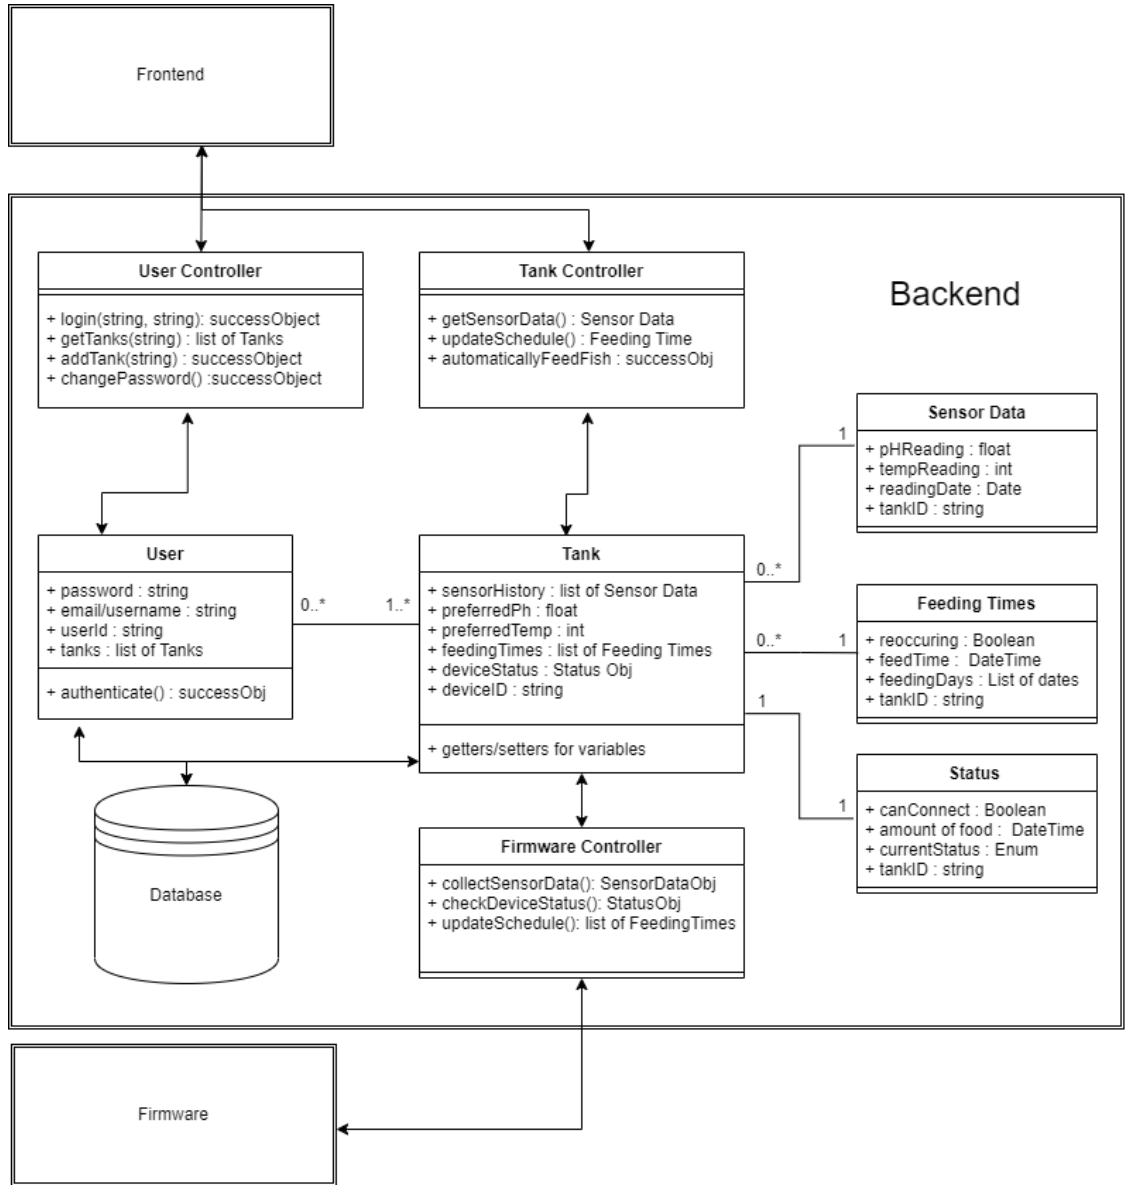 Frontend
Backend
User Controller
+ login(string, string): successObject
+ getTanks(string) : list of Tanks
+ addTank(string) : successObject
+ changePassword() :successObject
Tank Controller
+ getSensorData() : Sensor Data
+ updateSchedule() : Feeding Time
+ automaticallyFeedFish : successObj
Sensor Data
+ pHReading : float
+ tempReading : int
+ readingDate : Date
+ tankID : string
1
0..*
User
+ password : string
+ email/username : string
+ userId : string
+ tanks : list of Tanks
+ authenticate() : successObj
0..*
1..*
Tank
+ sensorHistory : list of Sensor Data
+ preferredPh : float
+ preferredTemp : int
+ feedingTimes : list of Feeding Times
+ deviceStatus : Status Obj
+ deviceID : string
+ getters/setters for variables
0..*
1
Feeding Times
+ reoccuring : Boolean
+ feedTime : DateTime
+ feedingDays : List of dates
+ tankID : string
1
1
Status
+ canConnect : Boolean
+ amount of food : DateTime
+ currentStatus : Enum
+ tankID : string
Database
Firmware Controller
+ collectSensorData(): SensorDataObj
+ checkDeviceStatus(): StatusObj
+ updateSchedule(): list of FeedingTimes
Firmware